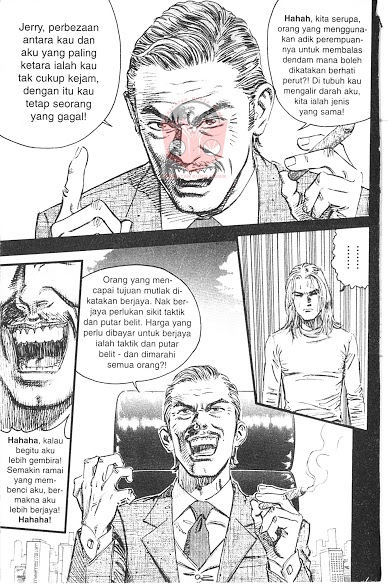 Jerry, perbezaan
antara kau dan
aku yang paling
ketara ialah kau
tak cukup kejam,
dengan itu kau
tetap seorang
yang gagal!
Hahah, kita serupa,
orang yang mengguna-
kan adik perempuan-
nya untuk membalas
dendam mana boleh
dikatakan berhati
perut?! Di tubuh kau
mengalir darah aku,
kita ialah jenis
yang sama!
Orang yang men-
capai tujuan mutlak di-
katakan berjaya. Nak ber-
jaya perlukan sikit taktik
dan putar belit. Harga yang
perlu dibayar untuk berjaya
ialah taktik dan putar
belit - dan dimarahi
semua orang?!
Hahaha, kalau
begitu aku
lebih gembira!
Semakin ramai
yang mem-
benci aku, ber-
makna aku
lebih berjaya!
Hahaha!